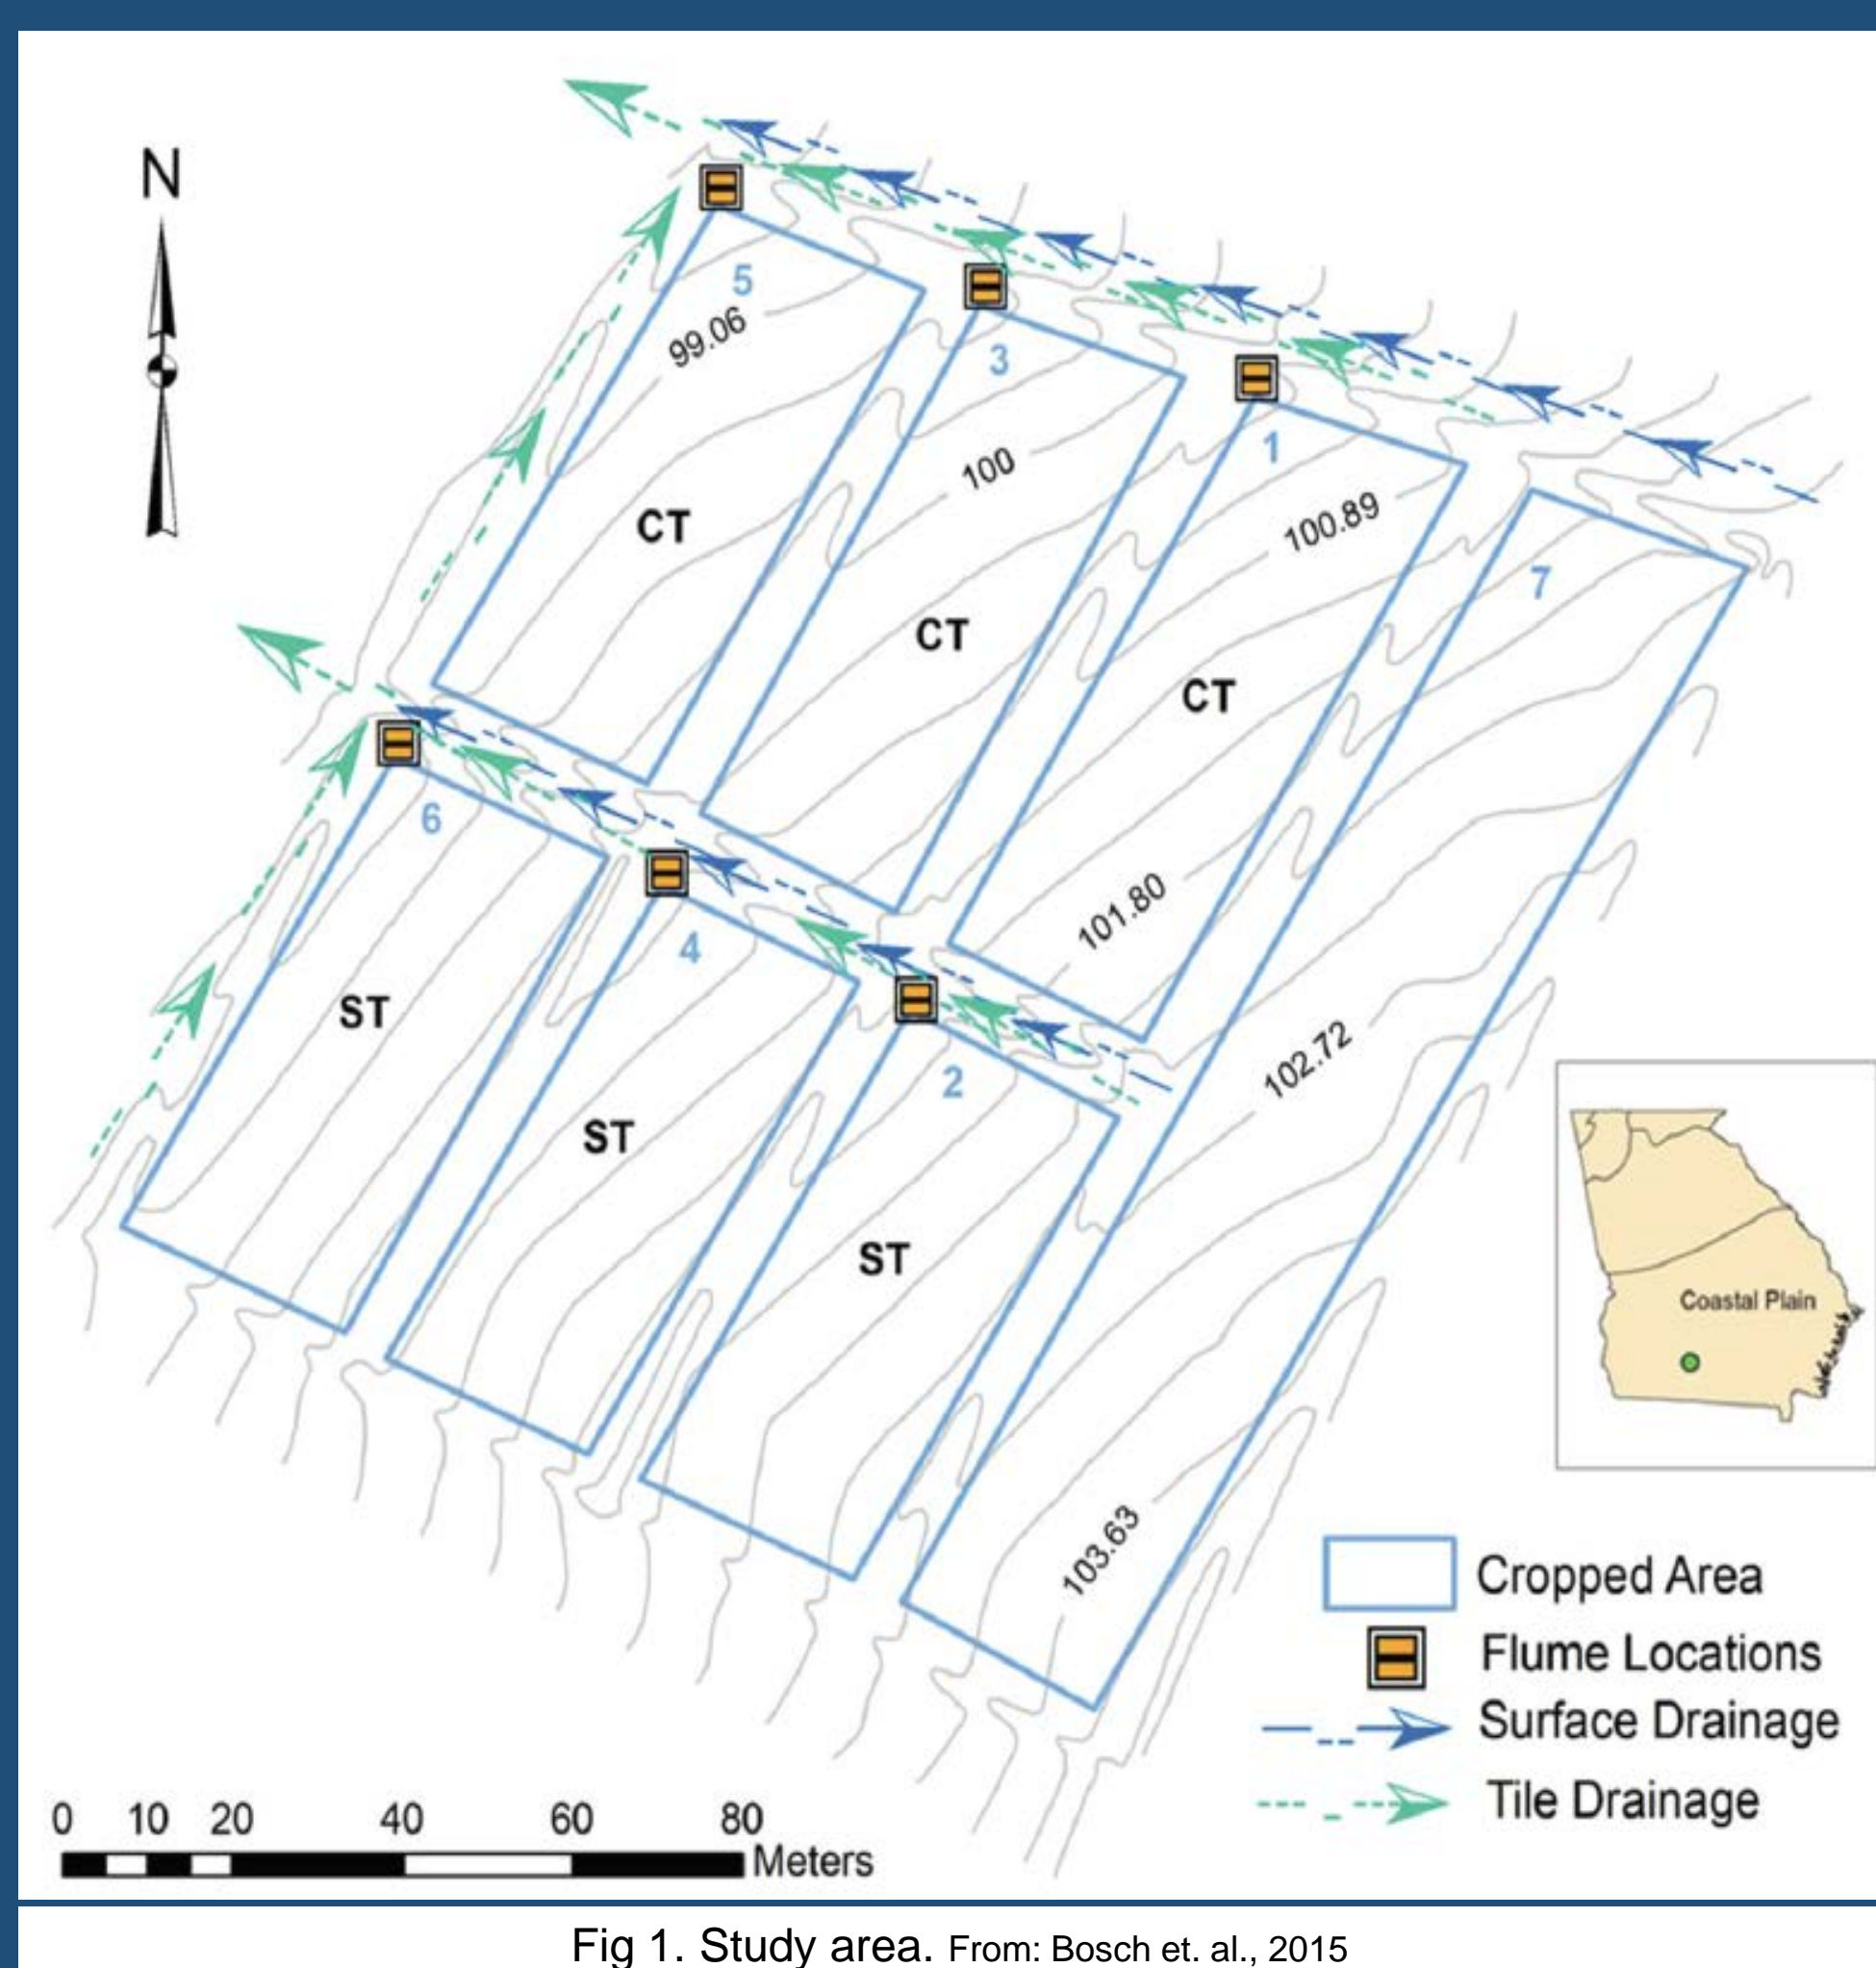 N
5
99.06
3
1
100
100.89
CT
7
CT
CT
6
4
101.80
ST
2
102.72
ST
ST
Coastal Plain
103.63
Cropped Area
Flume Locations
Surface Drainage
Tile Drainage
0 10 20 40 60 80
Meters
Fig 1. Study area. From: Bosch et. al., 2015